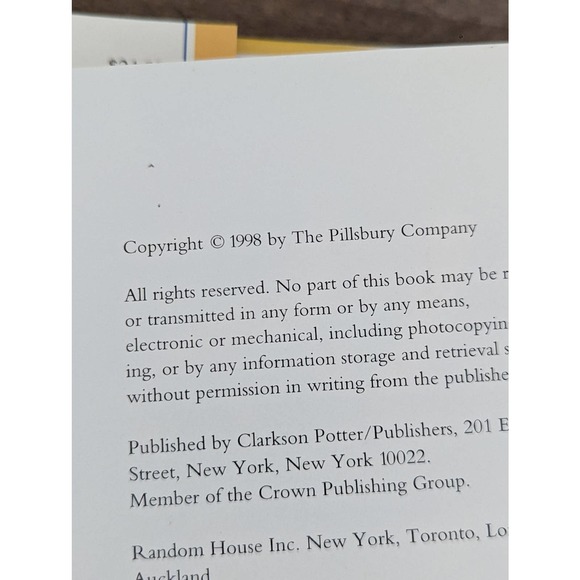 Copyright © 1998 by The Pillsbury Company
All rights reserved. No part of this book may be r
or transmitted in any form or by any means,
electronic or mechanical, including photocopyin
ing, or by any information storage and retrieval s
without permission in writing from the publishe
Published by Clarkson Potter/Publishers, 201 E
Street, New York, New York 10022.
Member of the Crown Publishing Group.
Random House Inc. New York, Toronto, Lo
Auckland